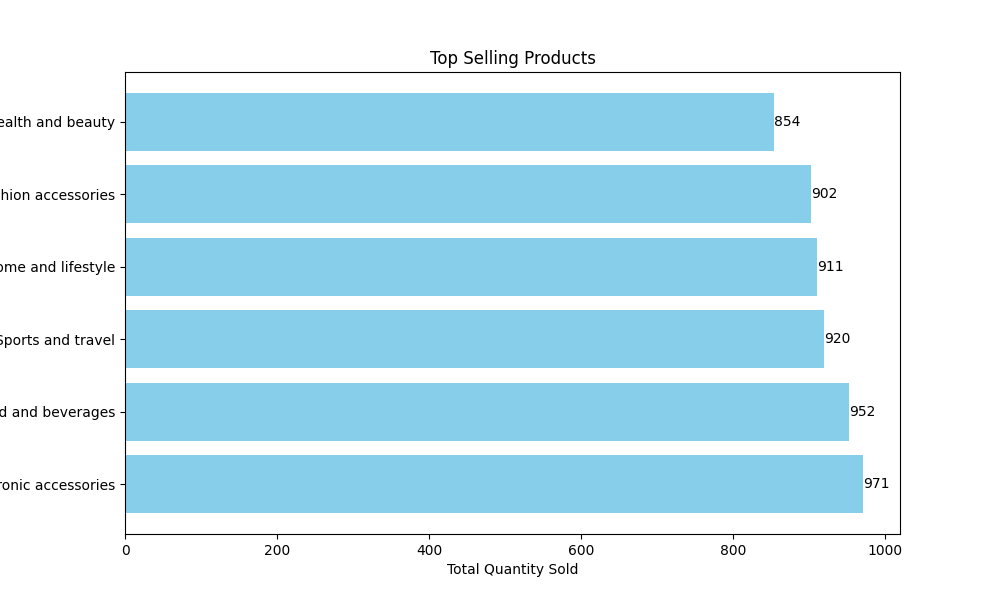 Top Selling Products
ealth and beauty
854
hion accessories
902
ome and lifestyle
911
Sports and travel
920
d and beverages
952
ronic accessories
971
0 200 400 600 800 1000
Total Quantity Sold